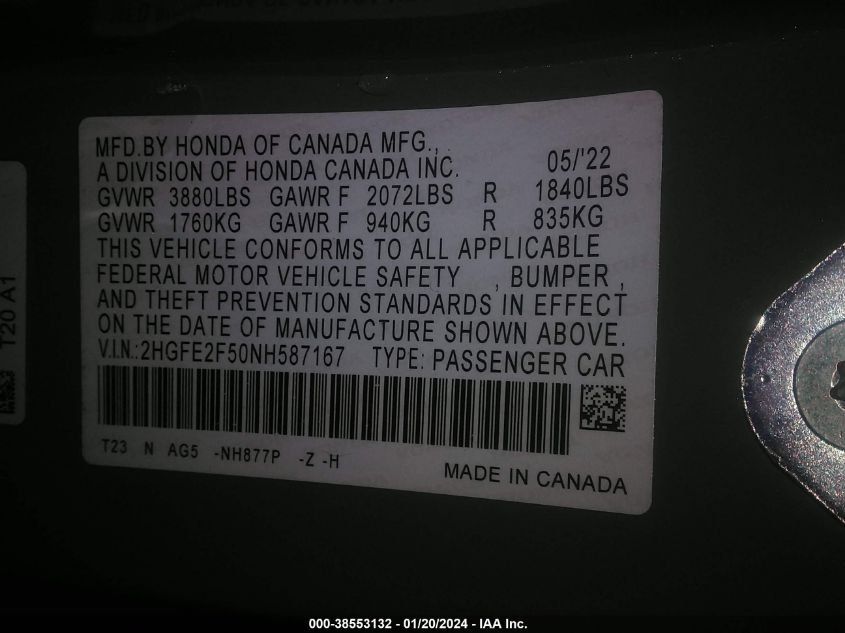 MFD.BY HONDA OF CANADA MFG.,
A DIVISION OF HONDA CANADA INC. 05/'22
GVWR 3880LBS GAWR F 2072LBS R 1840LBS
GVWR 1760KG GAWR F 940KG R 835KG
THIS VEHICLE CONFORMS TO ALL APPLICABLE
FEDERAL MOTOR VEHICLE SAFETY , BUMPER ,
AND THEFT PREVENTION STANDARDS IN EFFECT
ON THE DATE OF MANUFACTURE SHOWN ABOVE.
V.I.N.:2HGFE2F50NH587167 TYPE: PASSENGER CAR
T23 N AG5 -NH877P -Z -H
MADE IN CANADA
T20 A1
000-38553132 - 01/20/2024 - IAA Inc.